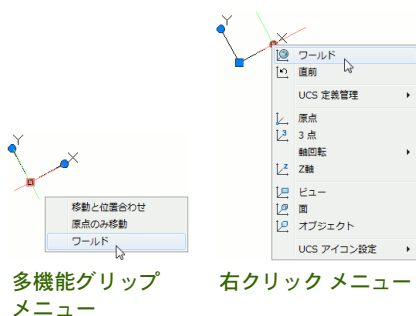 Y
X
移動と位置合わせ
原点のみ移動
ワールド
多機能グリップ
メニュー
Y
X
ワールド
直前
UCS 定義管理
原点
3 点
軸回転
Z軸
ビュー
面
オブジェクト
UCS アイコン設定
右クリック メニュー